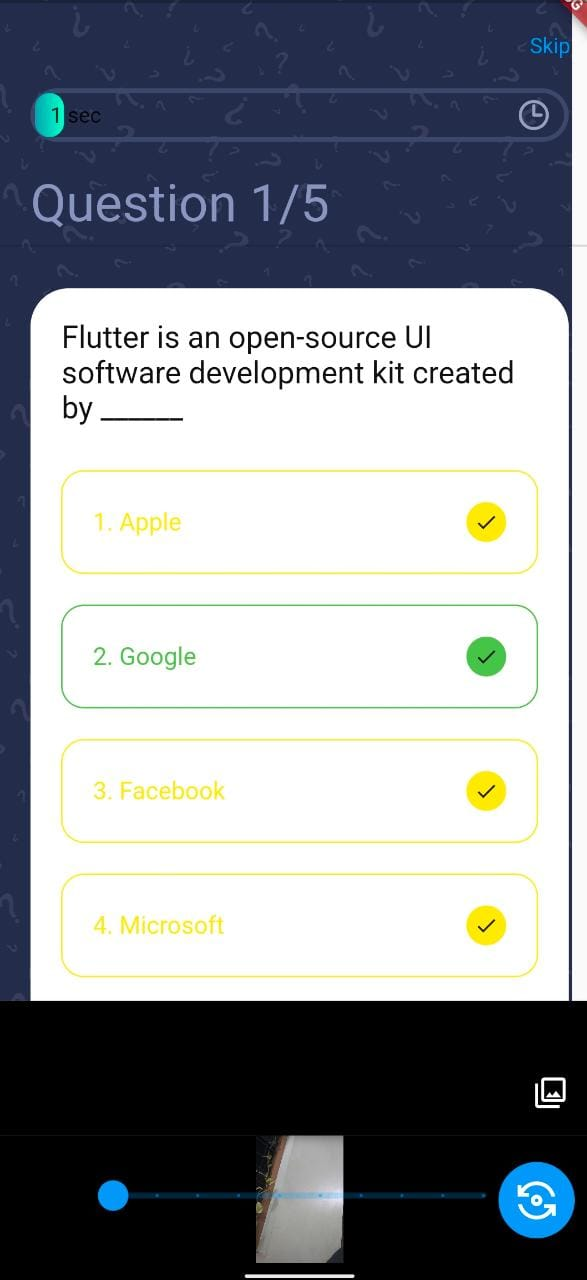 Skip
1 sec
Question 1/5
Flutter is an open-source UI
software development kit created
by ______
1. Apple
2. Google
3. Facebook
4. Microsoft